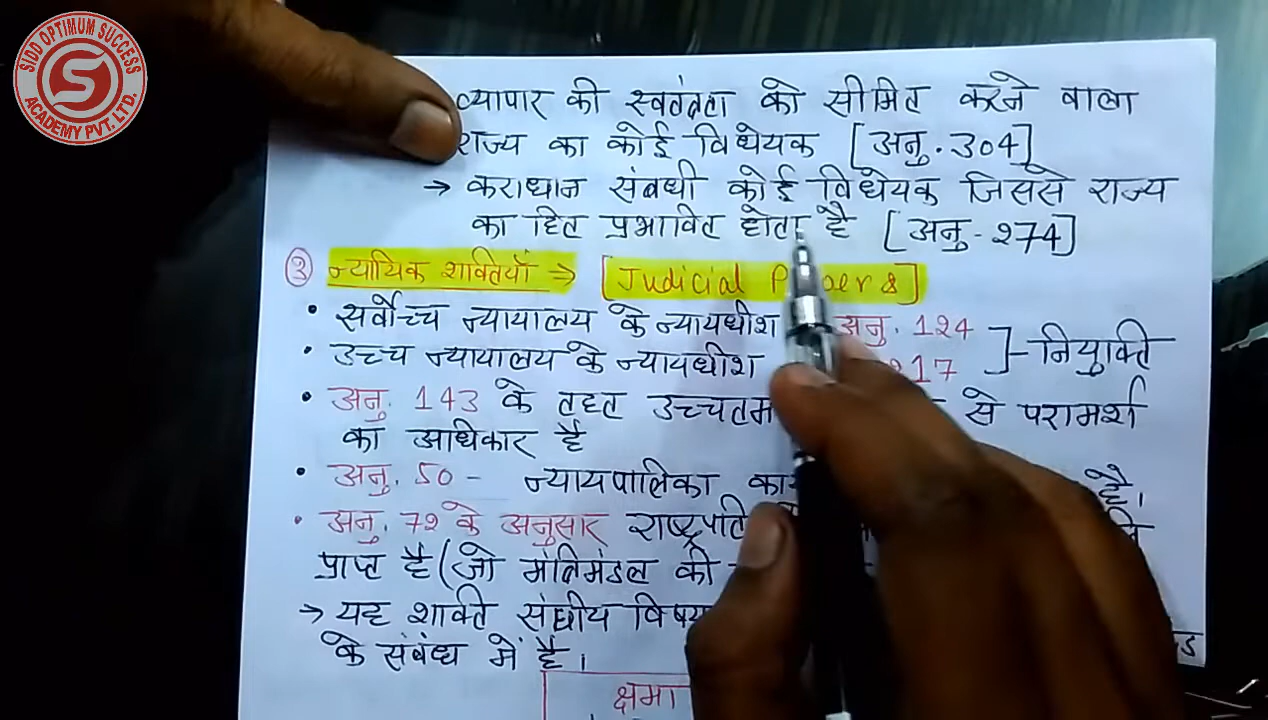 SIDD OPTIMUM SUCCESS
ACADEMY PVT. LTD.
व्यापार की स्वतंत्रता को सीमित करने वाला
राज्य का कोई विधेयक [अनु. 304]
→ कराधान संबंधी कोई विधेयक जिससे राज्य
का हित प्रभावित होता है [अनु - 274]
③ न्यायिक शक्तियाँ ⇒ [Judicial
• सर्वोच्च न्यायालय के न्यायधीश अनु. 124
• उच्च न्यायालय के न्यायधीश 217 ]- नियुक्ति
• अनु. 143 के तहत उच्चतम से परामर्श
का अधिकार है
• अनु. 50 - न्यायपालिका है।
• अनु. 72 के अनुसार राष्ट्रपति
प्राप्त है (जो मंत्रिमंडल की
→ यह शक्ति संघीय विषय
के संबंध में है।
क्षमा